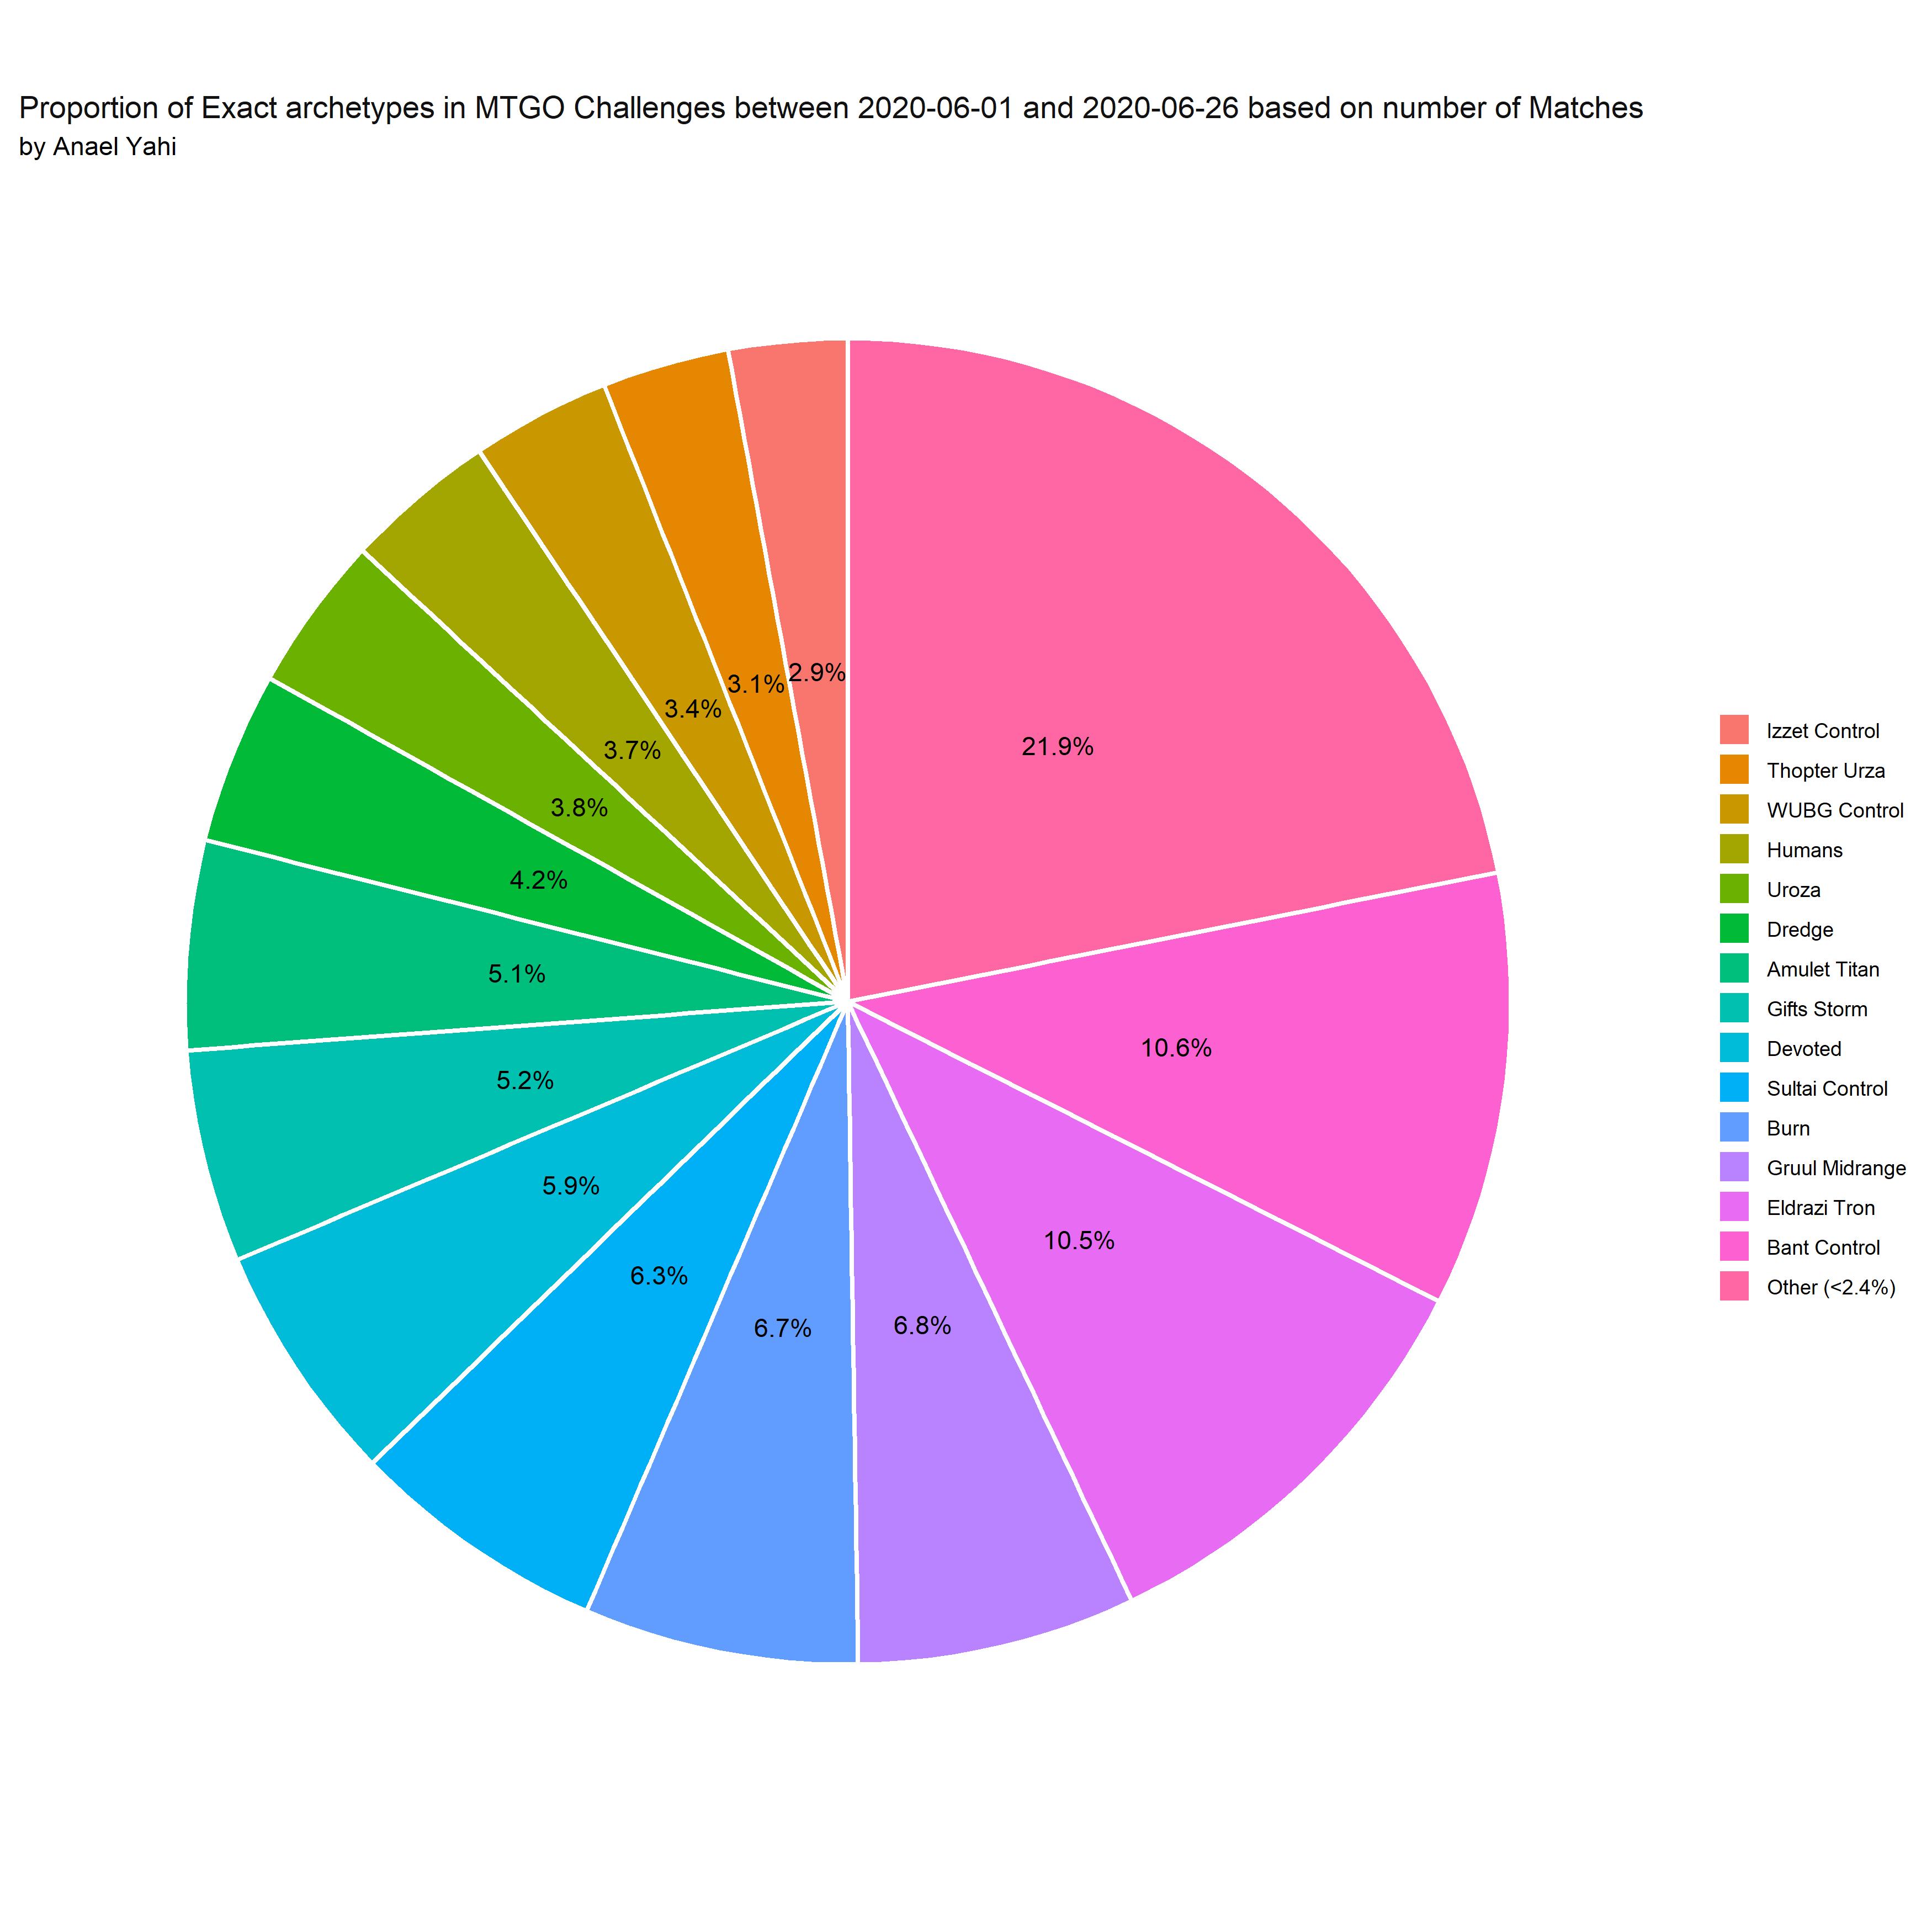 Proportion of Exact archetypes in MTGO Challenges between 2020-06-01 and 2020-06-26 based on number of Matches
by Anael Yahi
2.9%
3.1%
3.4%
3.7%
3.8%
4.2%
5.1%
5.2%
5.9%
6.3%
6.7%
6.8%
10.5%
10.6%
21.9%
Izzet Control
Thopter Urza
WUBG Control
Humans
Uroza
Dredge
Amulet Titan
Gifts Storm
Devoted
Sultai Control
Burn
Gruul Midrange
Eldrazi Tron
Bant Control
Other (<2.4%)